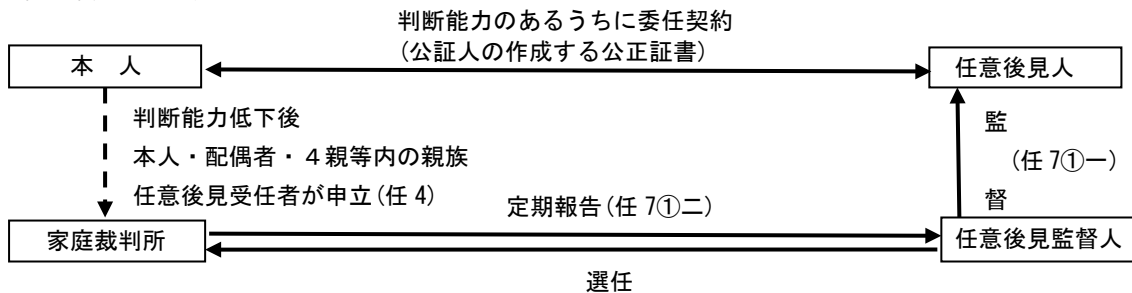 判断能力のあるうちに委任契約
(公証人の作成する公正証書)
本 人
任意後見人
判断能力低下後
本人・配偶者・４親等内の親族
任意後見受任者が申立(任 4)
監
(任 7①一)
督
定期報告(任 7①二)
家庭裁判所
任意後見監督人
選任